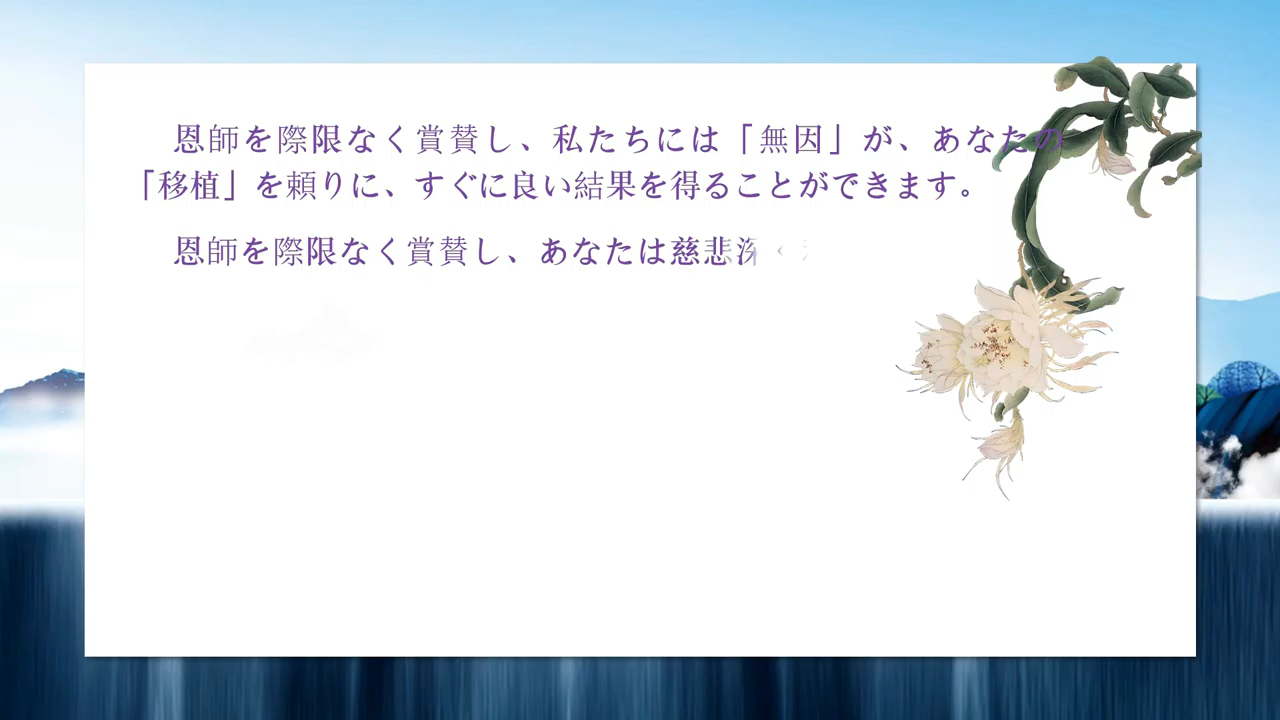 恩師を際限なく賞賛し、私たちには「無因」が、あなたの
「移植」を頼りに、すぐに良い結果を得ることができます。
恩師を際限なく賞賛し、あなたは慈悲深く